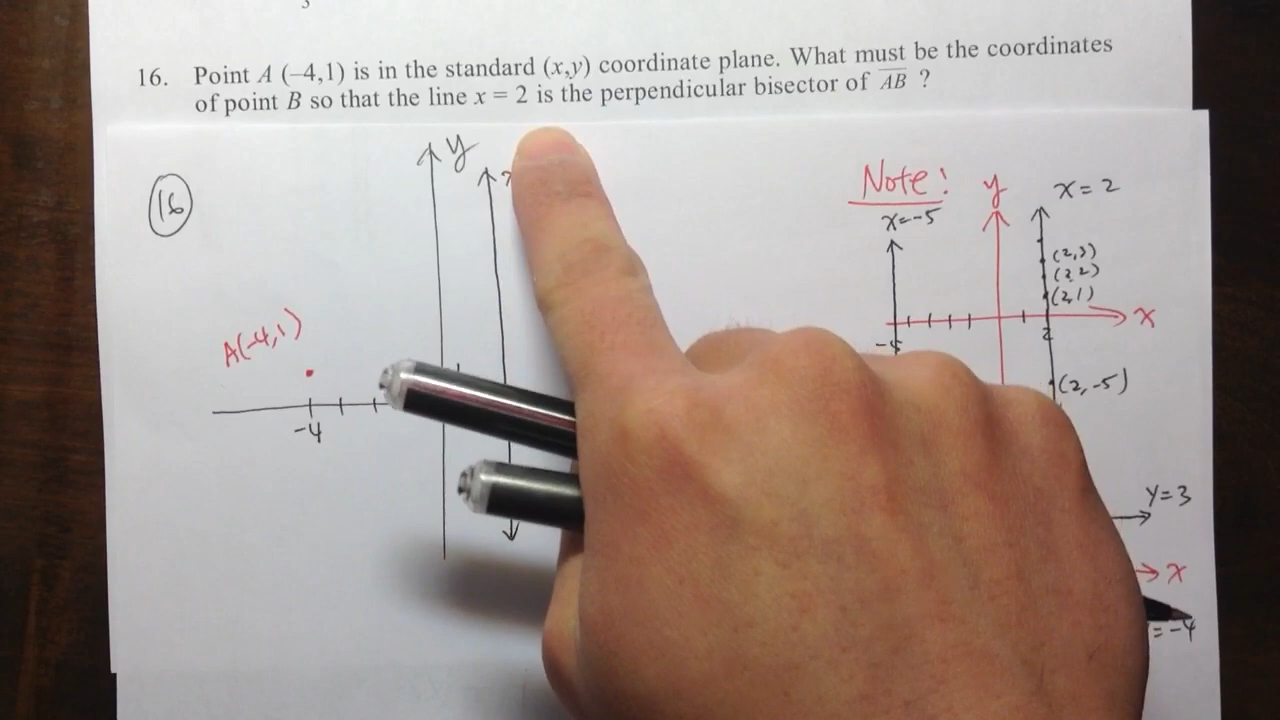 16. Point A (–4,1) is in the standard (x,y) coordinate plane. What must be the coordinates
of point B so that the line x = 2 is the perpendicular bisector of AB ?
16
y
A(-4,1)
-4
Note!
x=-5
y
x=2
(2,3)
(2,2)
(2,1)
x
2
(2,-5)
y=3
x
=-4